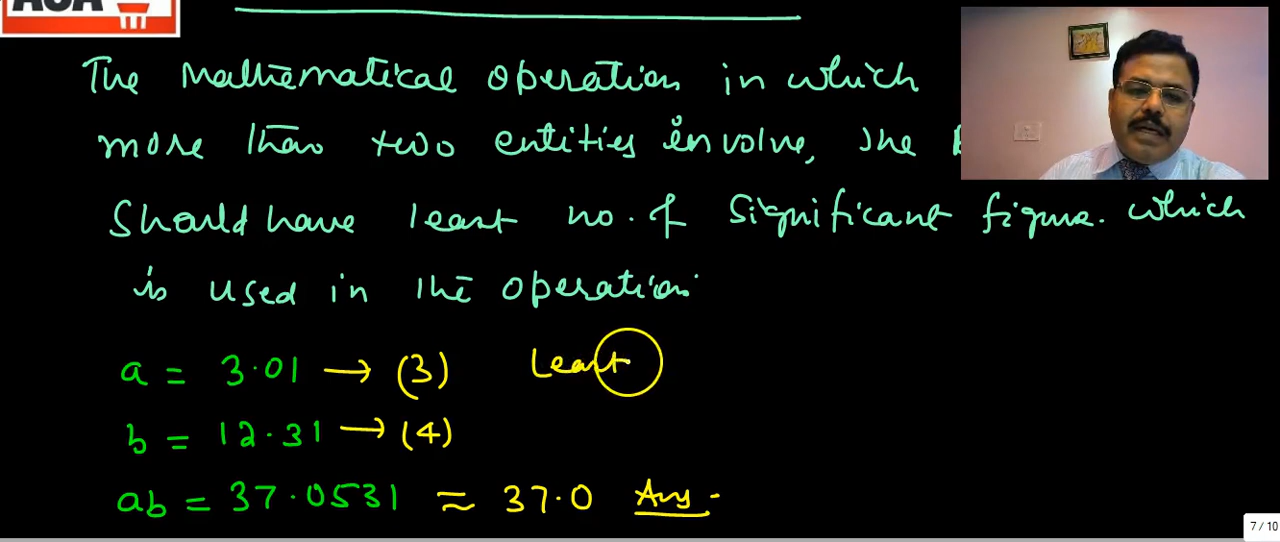 The Mathematical operation in which
more than two entities involve, the
Should have least no. of significant figure. which
is used in the operation
a = 3.01 → (3) Least
b = 12.31 → (4)
ab = 37.0531 ≈ 37.0 Ans.
7 / 10